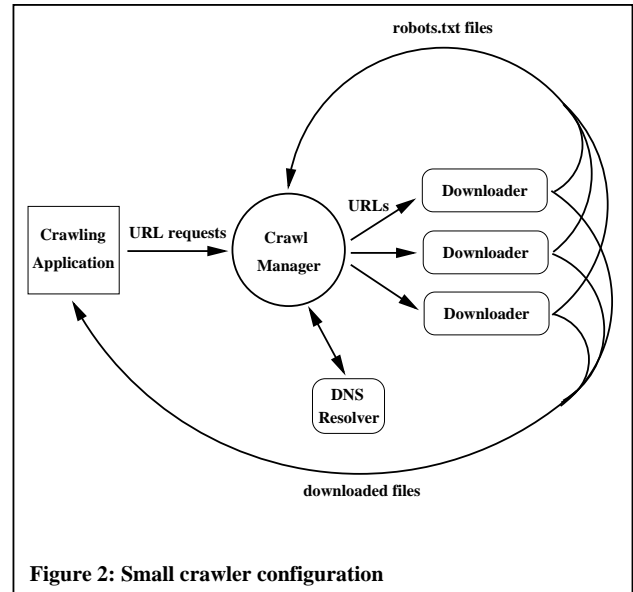 robots.txt files
URLs
Downloader
Crawling
Application
URL requests
Crawl
Manager
Downloader
Downloader
DNS
Resolver
downloaded files
Figure 2: Small crawler configuration